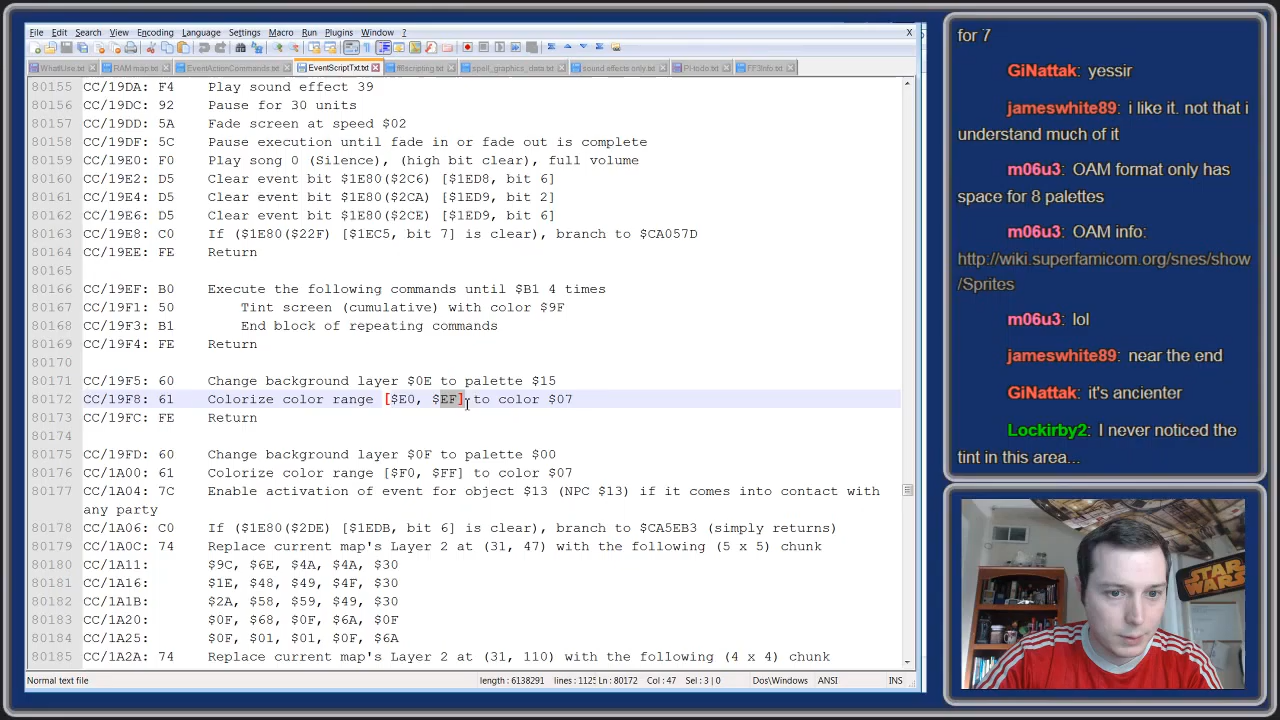 File Edit Search View Encoding Language Settings Macro Run Plugins Window ? X
RAM map.txt EventActionCommands.txt EventScriptTxt.txt spell_graphics_data.txt sound effects only.txt FF3info.txt
80155 CC/19DA: F4 Play sound effect 39
80156 CC/19DC: 92 Pause for 30 units
80157 CC/19DD: 5A Fade screen at speed $02
80158 CC/19DF: 5C Pause execution until fade in or fade out is complete
80159 CC/19E0: F0 Play song 0 (Silence), (high bit clear), full volume
80160 CC/19E2: D5 Clear event bit $1E80($2C6) [$1ED8, bit 6]
80161 CC/19E4: D5 Clear event bit $1E80($2CA) [$1ED9, bit 2]
80162 CC/19E6: D5 Clear event bit $1E80($2CE) [$1ED9, bit 6]
80163 CC/19E8: C0 If ($1E80($22F) [$1EC5, bit 7] is clear), branch to $CA057D
80164 CC/19EE: FE Return
80165
80166 CC/19EF: B0 Execute the following commands until $B1 4 times
80167 CC/19F1: 50 Tint screen (cumulative) with color $9F
80168 CC/19F3: B1 End block of repeating commands
80169 CC/19F4: FE Return
80170
80171 CC/19F5: 60 Change background layer $0E to palette $15
80172 CC/19F8: 61 Colorize color range [$E0, $EF] to color $07
80173 CC/19FC: FE Return
80174
80175 CC/19FD: 60 Change background layer $0F to palette $00
80176 CC/1A00: 61 Colorize color range [$F0, $FF] to color $07
80177 CC/1A04: 7C Enable activation of event for object $13 (NPC $13) if it comes into contact with
any party
80178 CC/1A06: C0 If ($1E80($2DE) [$1EDB, bit 6] is clear), branch to $CA5EB3 (simply returns)
80179 CC/1A0C: 74 Replace current map's Layer 2 at (31, 47) with the following (5 x 5) chunk
80180 CC/1A11: $9C, $6E, $4A, $4A, $30
80181 CC/1A16: $1E, $48, $49, $4F, $30
80182 CC/1A1B: $2A, $58, $59, $49, $30
80183 CC/1A20: $0F, $68, $0F, $6A, $0F
80184 CC/1A25: $0F, $01, $01, $0F, $6A
80185 CC/1A2A: 74 Replace current map's Layer 2 at (31, 110) with the following (4 x 4) chunk
Normal text file length : 6138291 lines : 1125 Ln : 80172 Col : 47 Sel : 3 | 0 Dos\Windows ANSI INS
for 7
GiNattak: yessir
jameswhite89: i like it. not that i
understand much of it
m06u3: OAM format only has
space for 8 palettes
m06u3: OAM info:
http://wiki.superfamicom.org/snes/show
/Sprites
m06u3: lol
jameswhite89: near the end
GiNattak: it's ancienter
Lockirby2: I never noticed the
tint in this area...
STAR
WARS